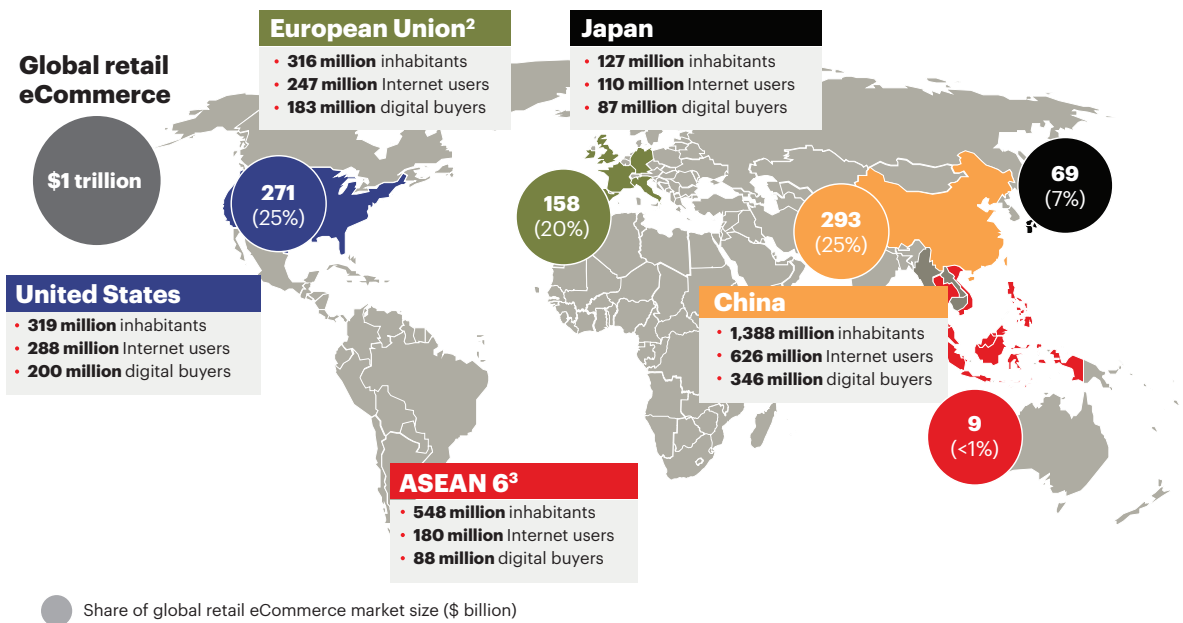 Global retail
eCommerce
$1 trillion
European Union²
• 316 million inhabitants
• 247 million Internet users
• 183 million digital buyers
Japan
• 127 million inhabitants
• 110 million Internet users
• 87 million digital buyers
271
(25%)
158
(20%)
293
(25%)
69
(7%)
United States
• 319 million inhabitants
• 288 million Internet users
• 200 million digital buyers
China
• 1,388 million inhabitants
• 626 million Internet users
• 346 million digital buyers
9
(<1%)
ASEAN 6³
• 548 million inhabitants
• 180 million Internet users
• 88 million digital buyers
Share of global retail eCommerce market size ($ billion)